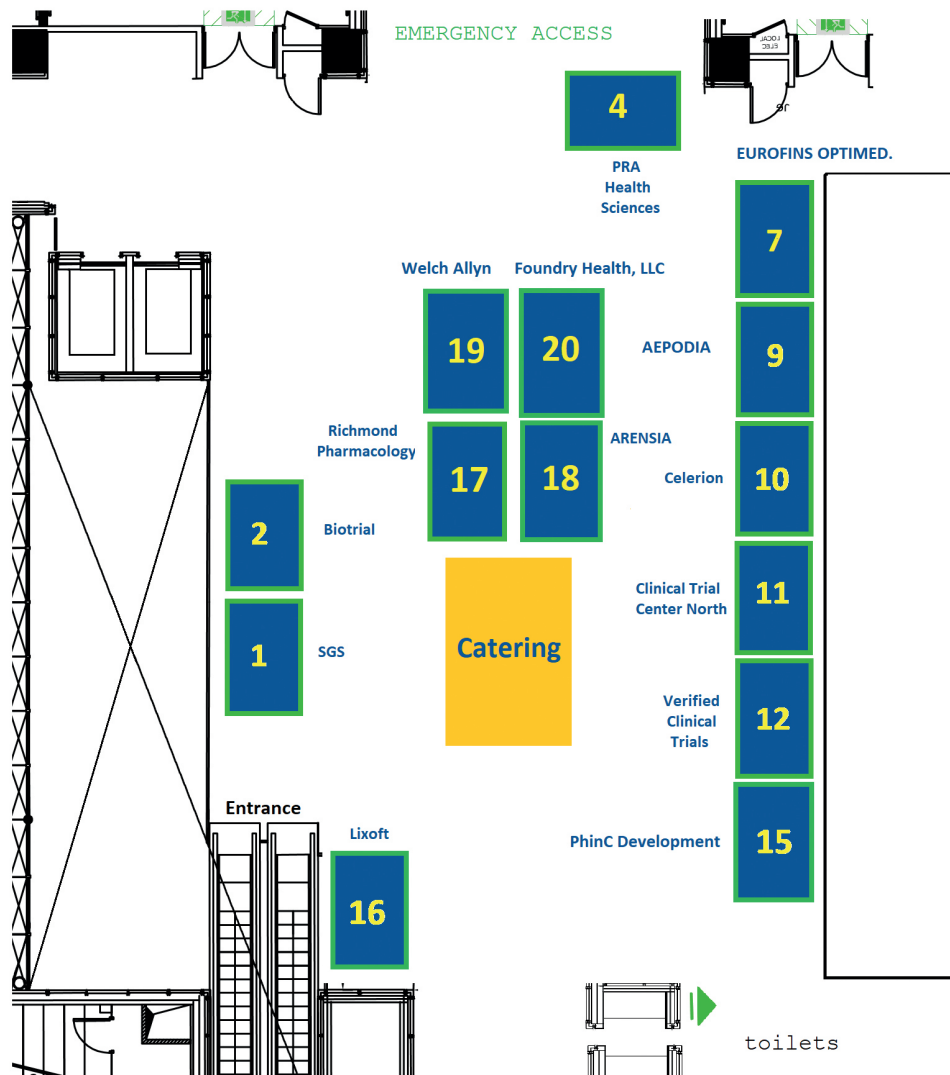 EMERGENCY ACCESS
LOCAL
ELEC
4
PRA
Health
Sciences
EUROFINS OPTIMED.
7
Welch Allyn
Foundry Health, LLC
19
20
AEPODIA
9
Richmond
Pharmacology
17
18
ARENSIA
Celerion
10
2
Biotrial
Clinical Trial
Center North
11
1
SGS
Catering
Verified
Clinical
Trials
12
Entrance
Lixoft
16
PhinC Development
15
toilets